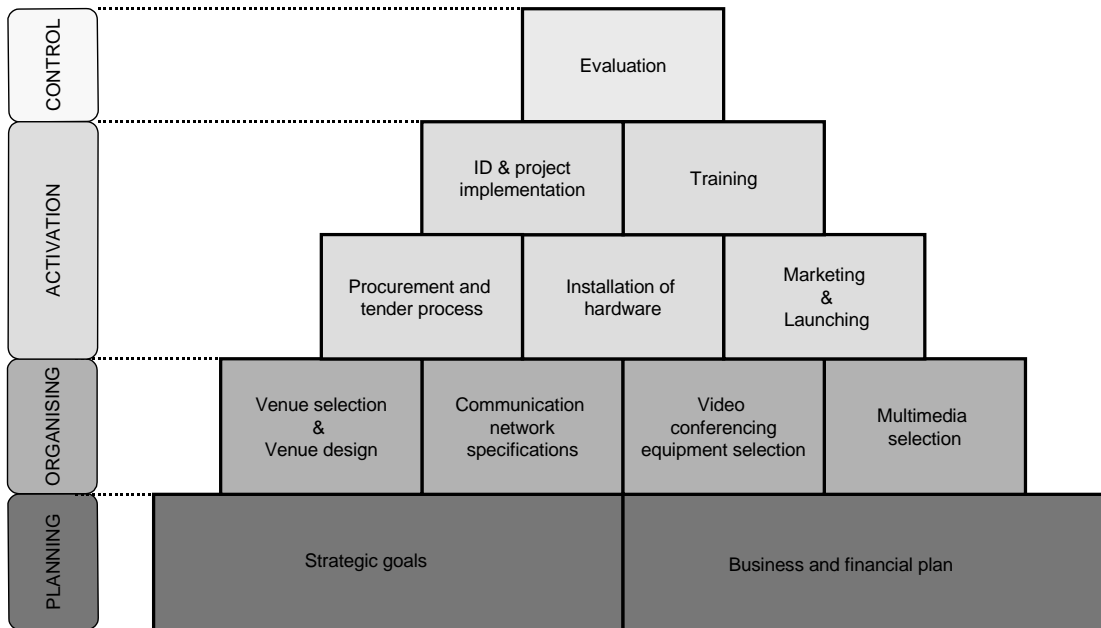 CONTROL
Evaluation
ACTIVATION
ID & project
implementation
Training
Procurement and
tender process
Installation of
hardware
Marketing
&
Launching
ORGANISING
Venue selection
&
Venue design
Communication
network
specifications
Video
conferencing
equipment selection
Multimedia
selection
PLANNING
Strategic goals
Business and financial plan